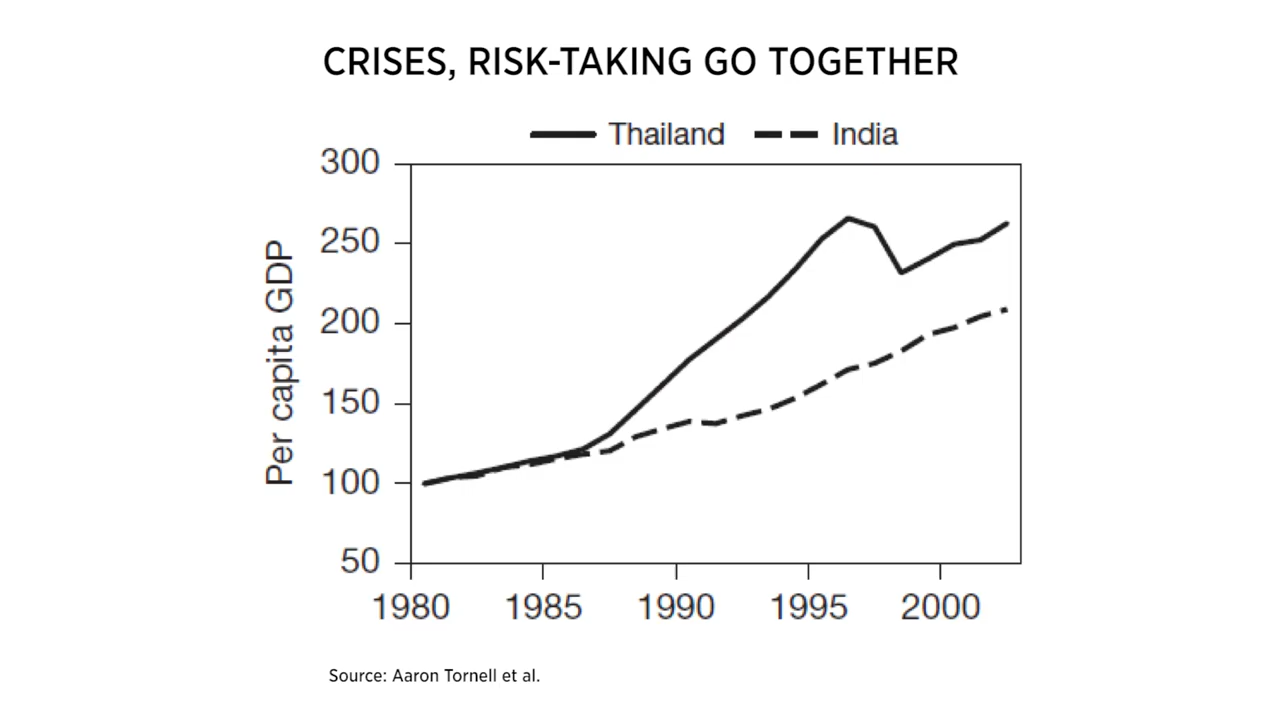 CRISES, RISK-TAKING GO TOGETHER
Thailand India
300
250
200
150
100
50
Per capita GDP
1980 1985 1990 1995 2000
Source: Aaron Tornell et al.